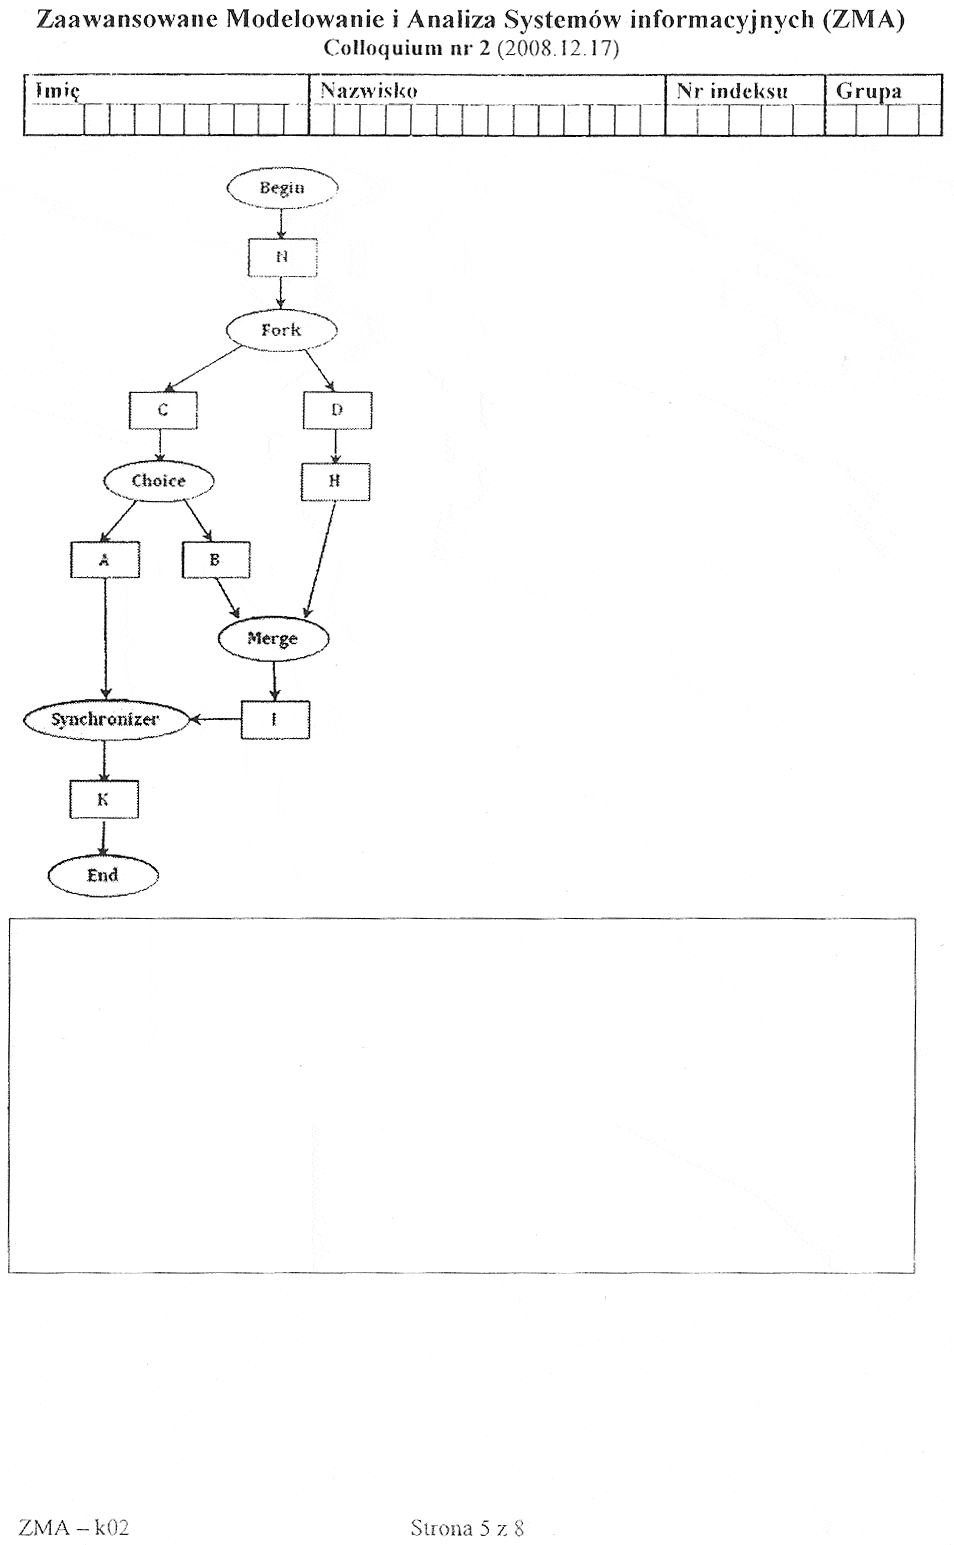 Zaawansowane Modelowanie i Analiza Systemów informacyjnych (ZMA)
Colloquium nr 2 (2008.12.17)
Imię Nazwisko Nr indeksu Grupa
Begin
N
Fork
C D
Choice H
A B
Merge
Synchronizer I
K
End
ZMA – k02 Strona 5 z 8